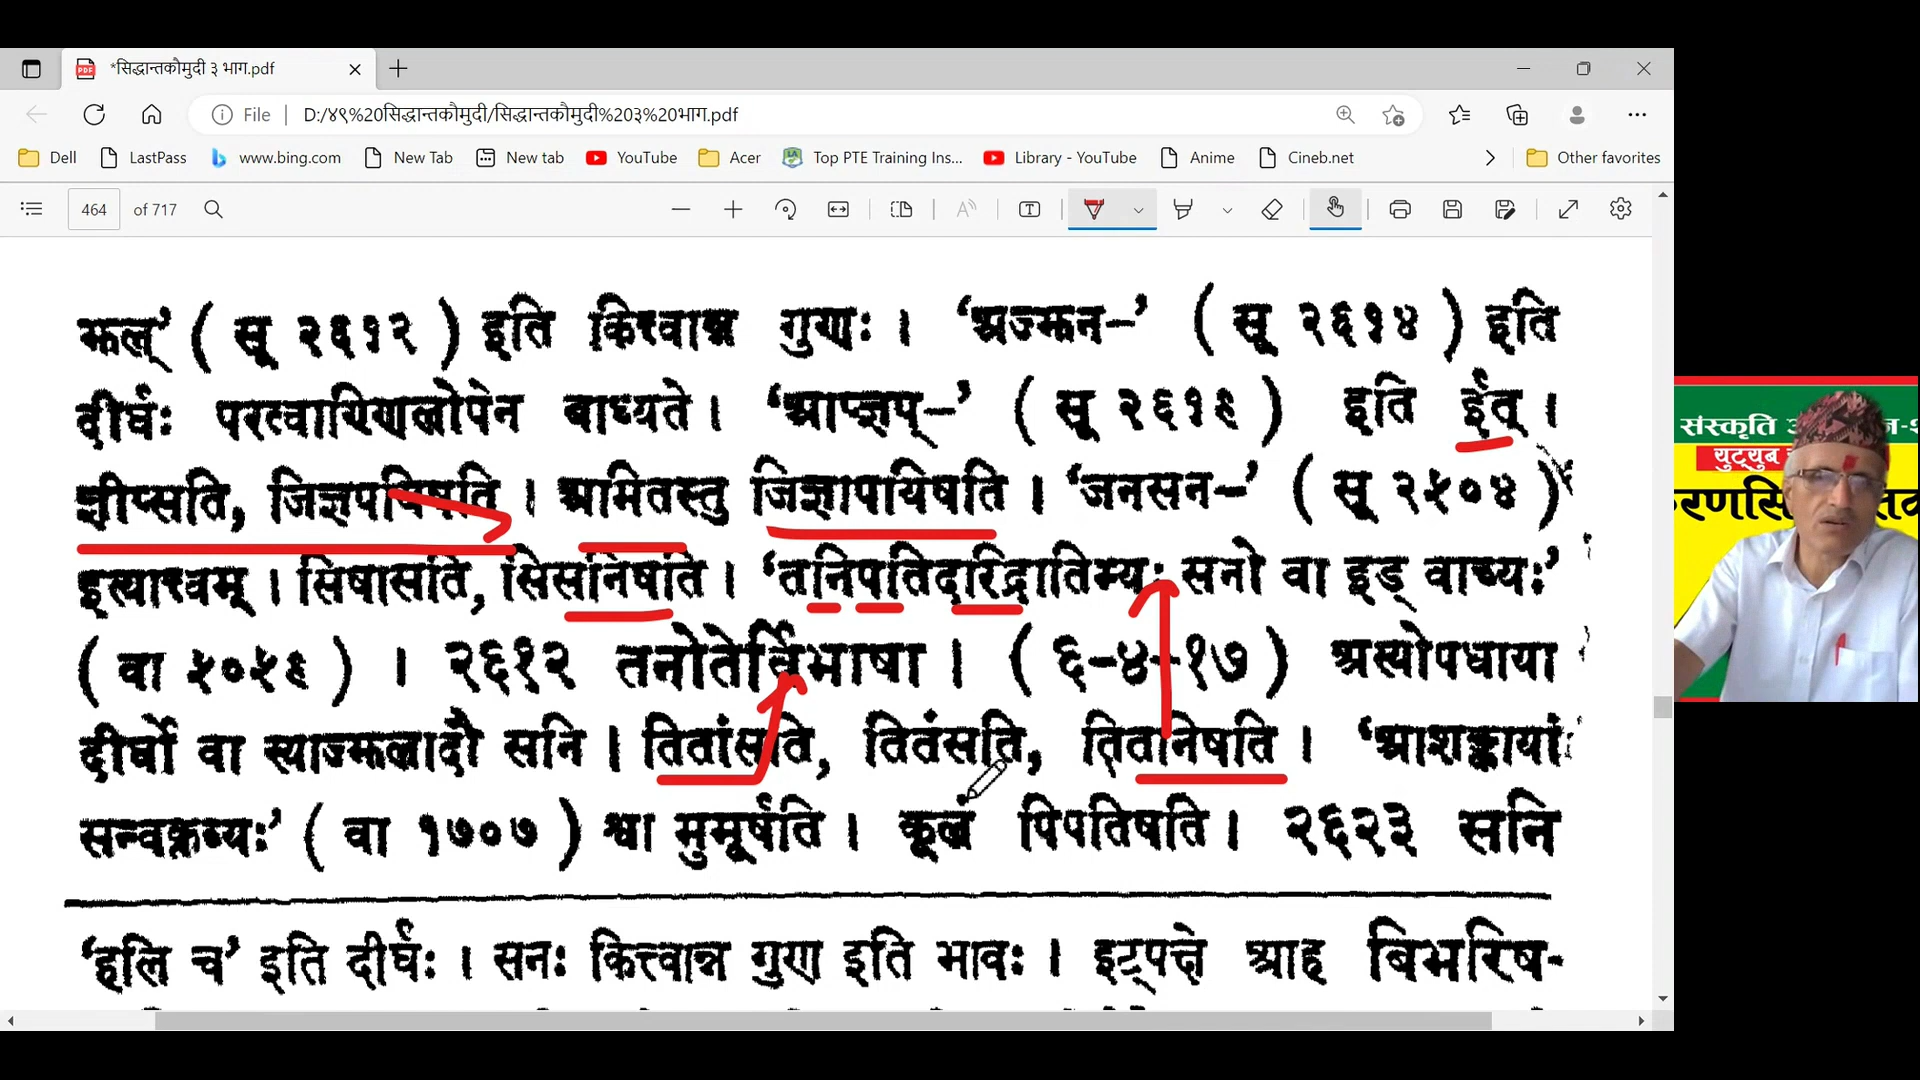 *सिद्धान्तकौमुदी ३ भाग.pdf
File D:/४९%20सिद्धान्तकौमुदी/सिद्धान्तकौमुदी%20३%20भाग.pdf
Dell LastPass www.bing.com New Tab New tab YouTube Acer Top PTE Training Ins... Library - YouTube Anime Cineb.net Other favorites
464 of 717
झल्’ ( सू २६१२ ) इति कित्त्वान्न गुणः । ‘अज्झन–’ ( सू २६१४ ) इति
दीर्घः परत्वाण्णिलोपेन बाध्यते । ‘आप्ज्ञप्–’ ( सू २६१९ ) इति ईत् ।
ज्ञीप्सति, जिज्ञपयिषति । अमितस्तु जिज्ञापयिषति । ‘जनसन–’ ( सू २५०४ )
इत्यात्त्वम् । सिषासति, सिसनिषति । ‘तनिपतिदरिद्रातिभ्यः सनो वा इड् वाच्यः’
( वा ५०५९ ) । २६१२ तनोतेर्विभाषा । ( ६–४–१७ ) अस्योपधाया
दीर्घो वा स्याज्झलादौ सनि । तितांसति, तितंसति, तितनिषति । ‘आशङ्कायां
सन्वक्तव्यः’ ( वा १७०७ ) श्वा मुमूर्षति । कूलं पिपतिषति । २६२३ सनि
‘हलि च’ इति दीर्घः । सनः कित्त्वान्न गुण इति भावः । इट्पक्षे आह बिभरिष-
संस्कृति
युट्युब